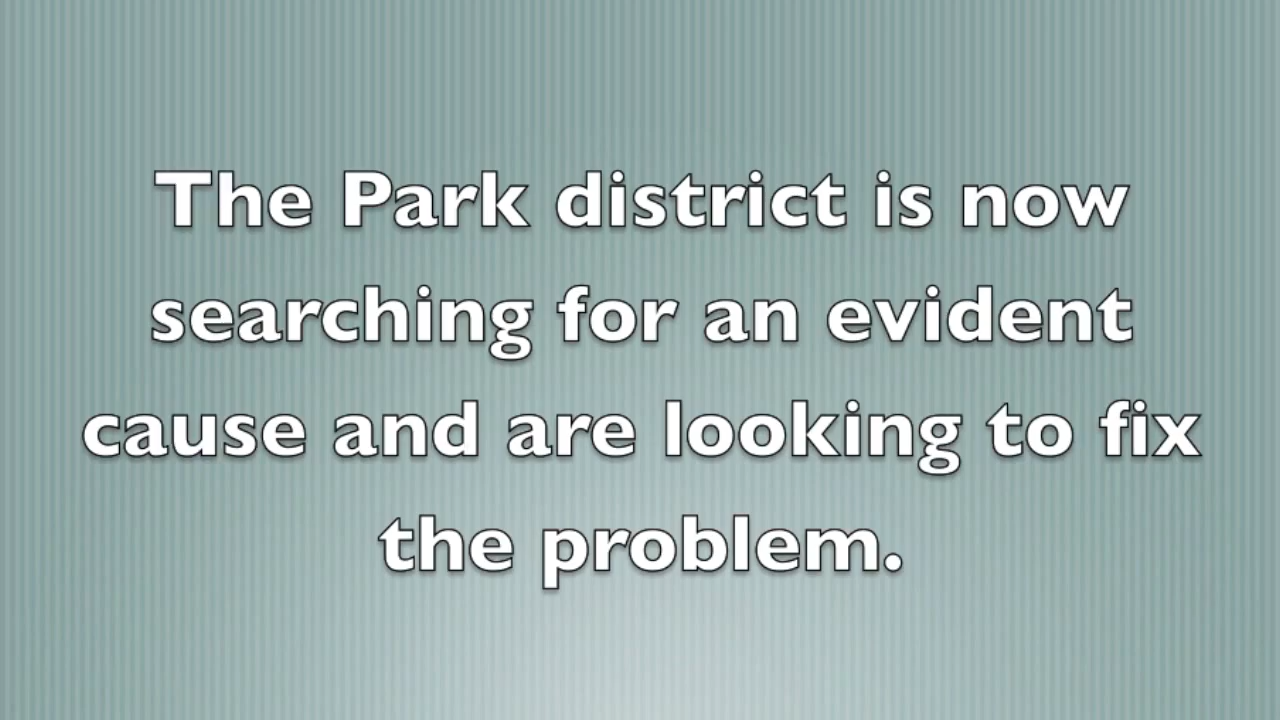 The Park district is now
searching for an evident
cause and are looking to fix
the problem.